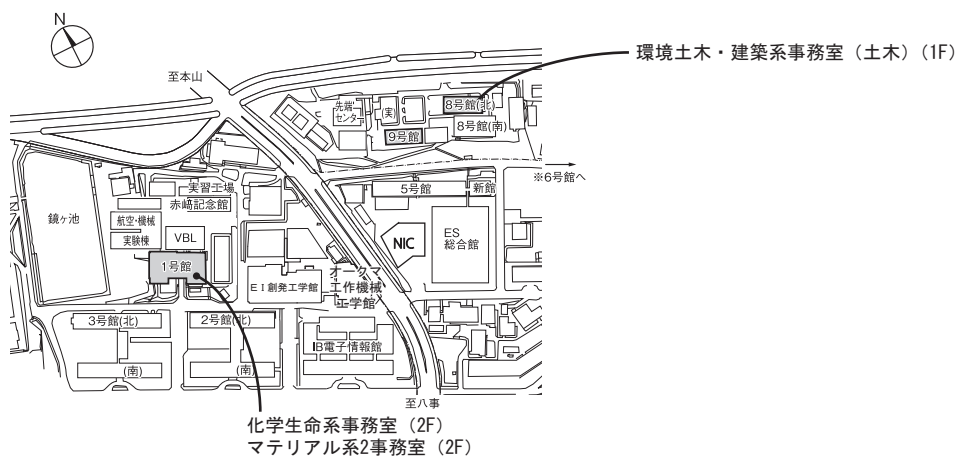 N
環境土木・建築系事務室（土木）(1F)
至本山
先端
センタ
(実)
8号館(北)
8号館(南)
9号館
※6号館へ
実習工場
5号館
新館
赤﨑記念館
鏡ヶ池
航空・機械
実験棟
VBL
NIC
ES
総合館
1号館
EI創発工学館
オークマ
工作機械
工学館
3号館(北)
2号館(北)
IB電子情報館
(南)
(南)
至八事
化学生命系事務室（2F）
マテリアル系2事務室（2F）